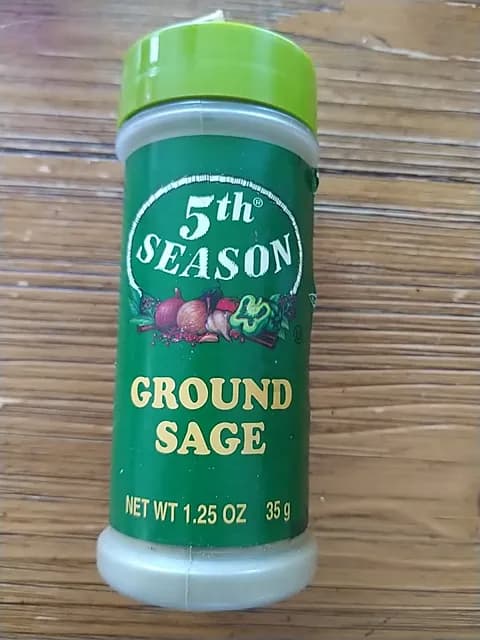 5th®
SEASON
GROUND
SAGE
NET WT 1.25 OZ 35 g